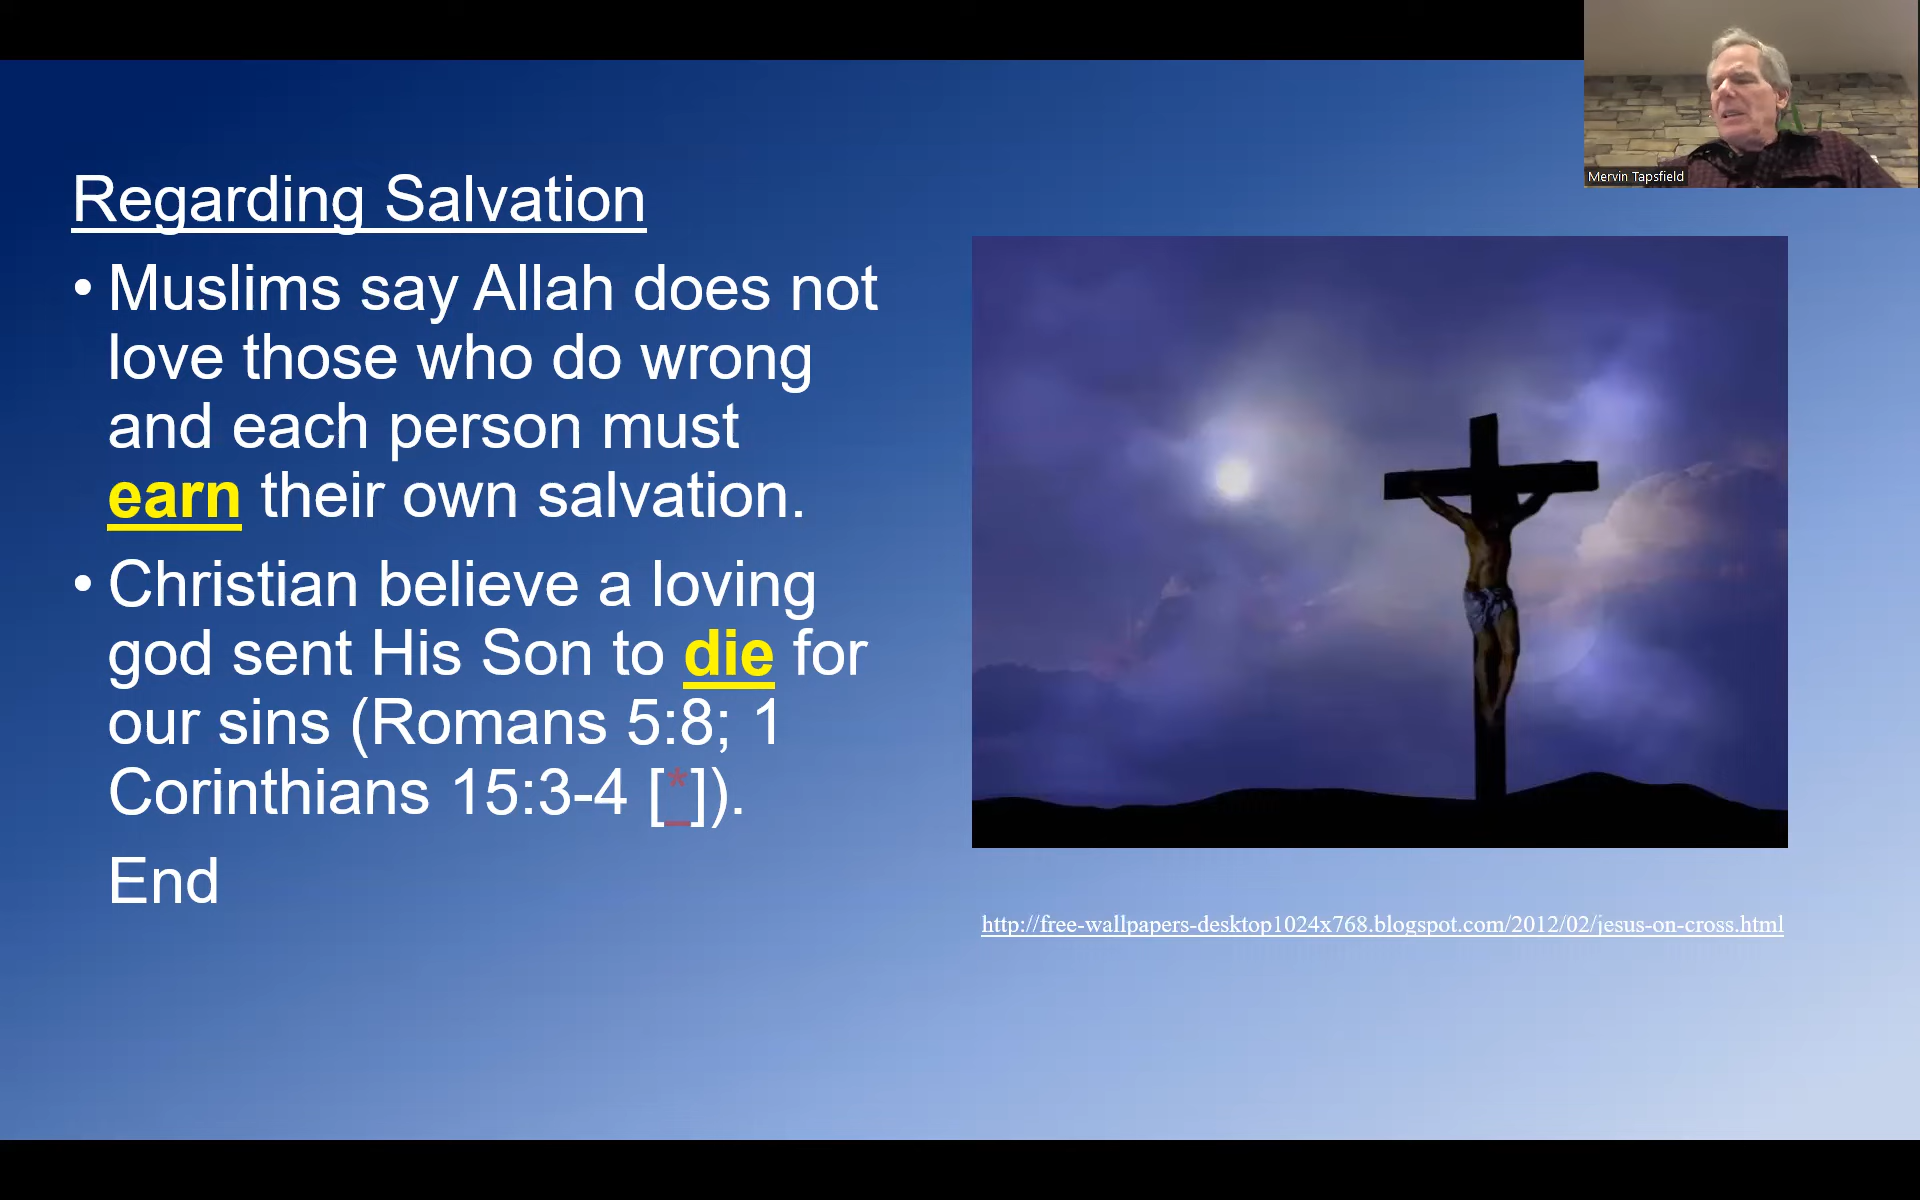 Mervin Tapsfield
Regarding Salvation
• Muslims say Allah does not
love those who do wrong
and each person must
earn their own salvation.
• Christian believe a loving
god sent His Son to die for
our sins (Romans 5:8; 1
Corinthians 15:3-4 [*]).
End
http://free-wallpapers-desktop1024x768.blogspot.com/2012/02/jesus-on-cross.html